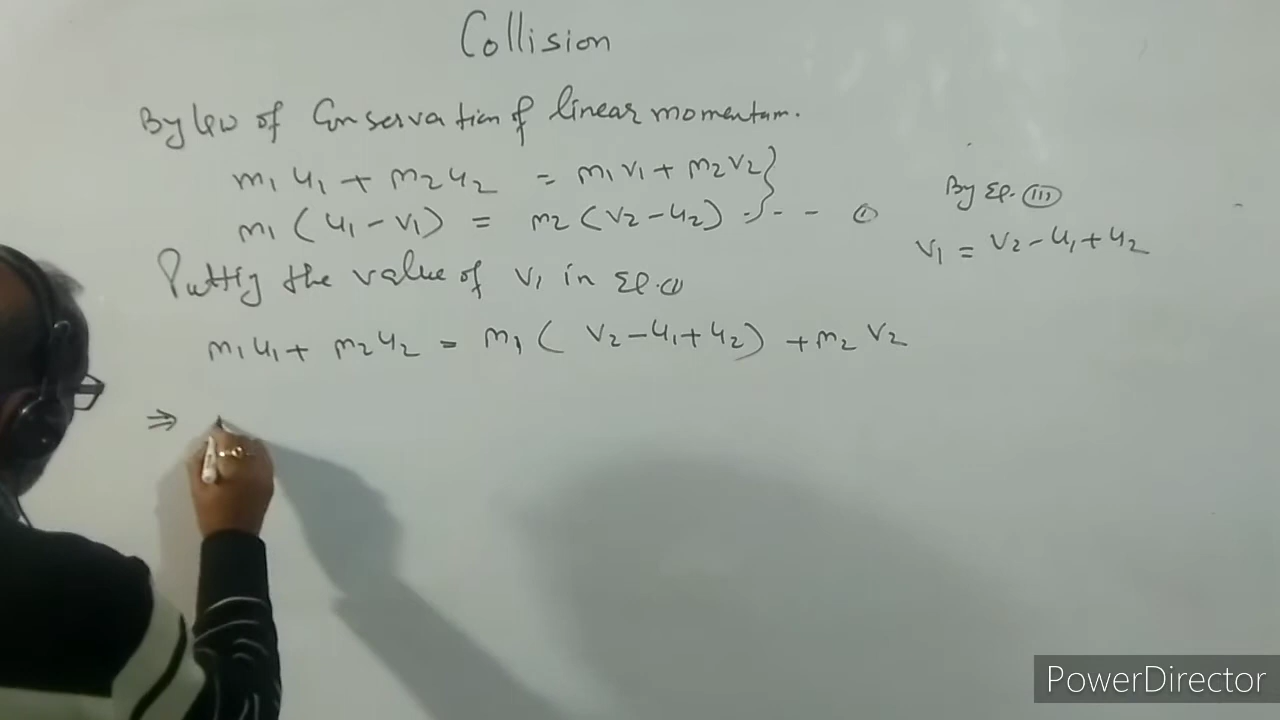 Collision
By law of Conservation of linear momentum.
m₁ u₁ + m₂ u₂ = m₁ v₁ + m₂ v₂ }
m₁ ( u₁ - v₁ ) = m₂ ( v₂ - u₂ ) - - - ①
By Eq. (III)
v₁ = v₂ - u₁ + u₂
Puttig the value of v₁ in Eq. ①
m₁ u₁ + m₂ u₂ = m₁ ( v₂ - u₁ + u₂ ) + m₂ v₂
⇒
PowerDirector